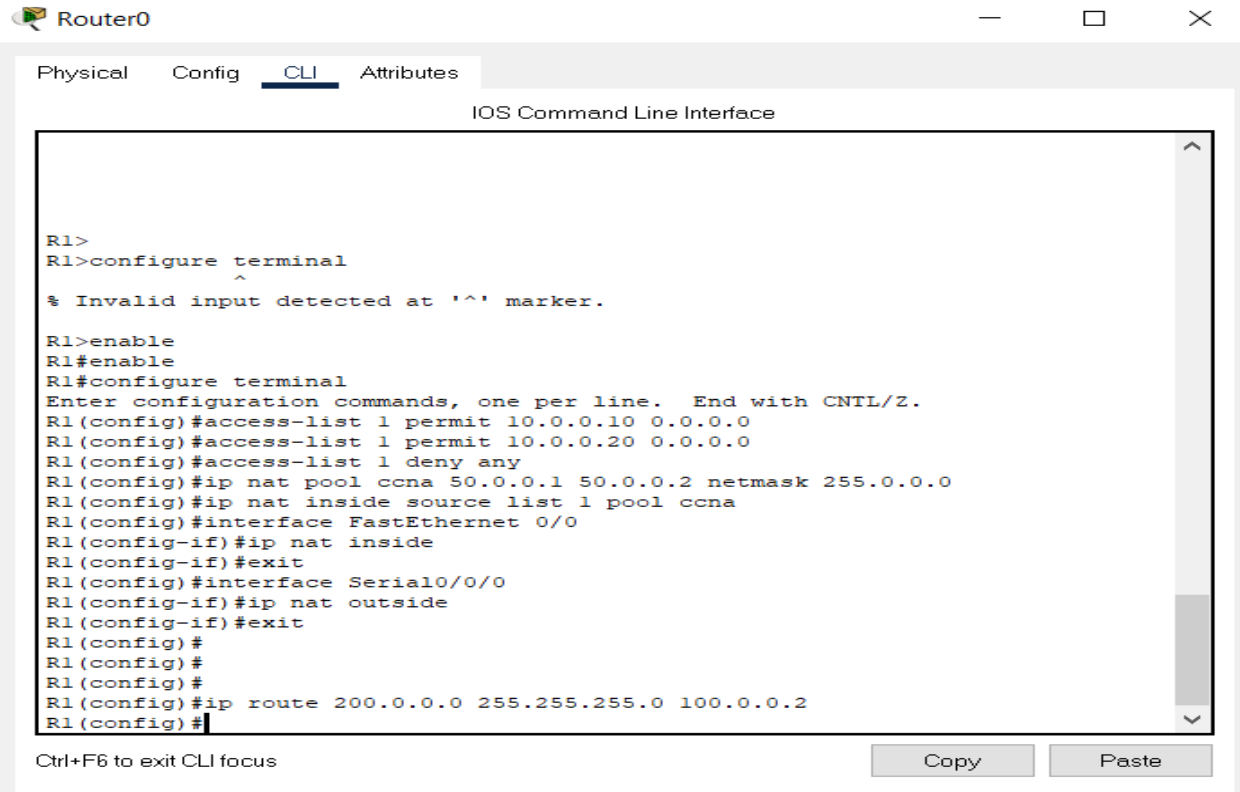 Router0
Physical Config CLI Attributes
IOS Command Line Interface
R1>
R1>configure terminal
^
% Invalid input detected at '^' marker.
R1>enable
R1#enable
R1#configure terminal
Enter configuration commands, one per line.  End with CNTL/Z.
R1(config)#access-list 1 permit 10.0.0.10 0.0.0.0
R1(config)#access-list 1 permit 10.0.0.20 0.0.0.0
R1(config)#access-list 1 deny any
R1(config)#ip nat pool ccna 50.0.0.1 50.0.0.2 netmask 255.0.0.0
R1(config)#ip nat inside source list 1 pool ccna
R1(config)#interface FastEthernet 0/0
R1(config-if)#ip nat inside
R1(config-if)#exit
R1(config)#interface Serial0/0/0
R1(config-if)#ip nat outside
R1(config-if)#exit
R1(config)#
R1(config)#
R1(config)#
R1(config)#ip route 200.0.0.0 255.255.255.0 100.0.0.2
R1(config)#
Ctrl+F6 to exit CLI focus
Copy Paste